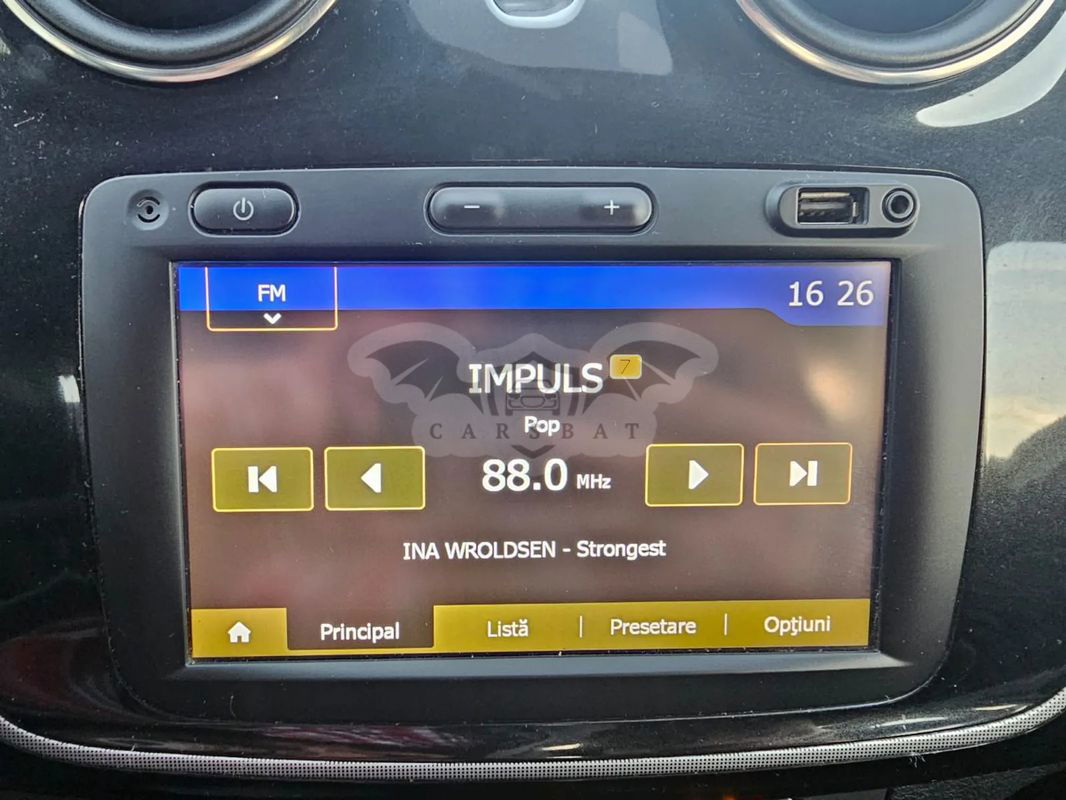 FM
16 26
IMPULS 7
Pop
CARSBAT
88.0 MHz
INA WROLDSEN - Strongest
Principal
Listă
Presetare
Opţiuni